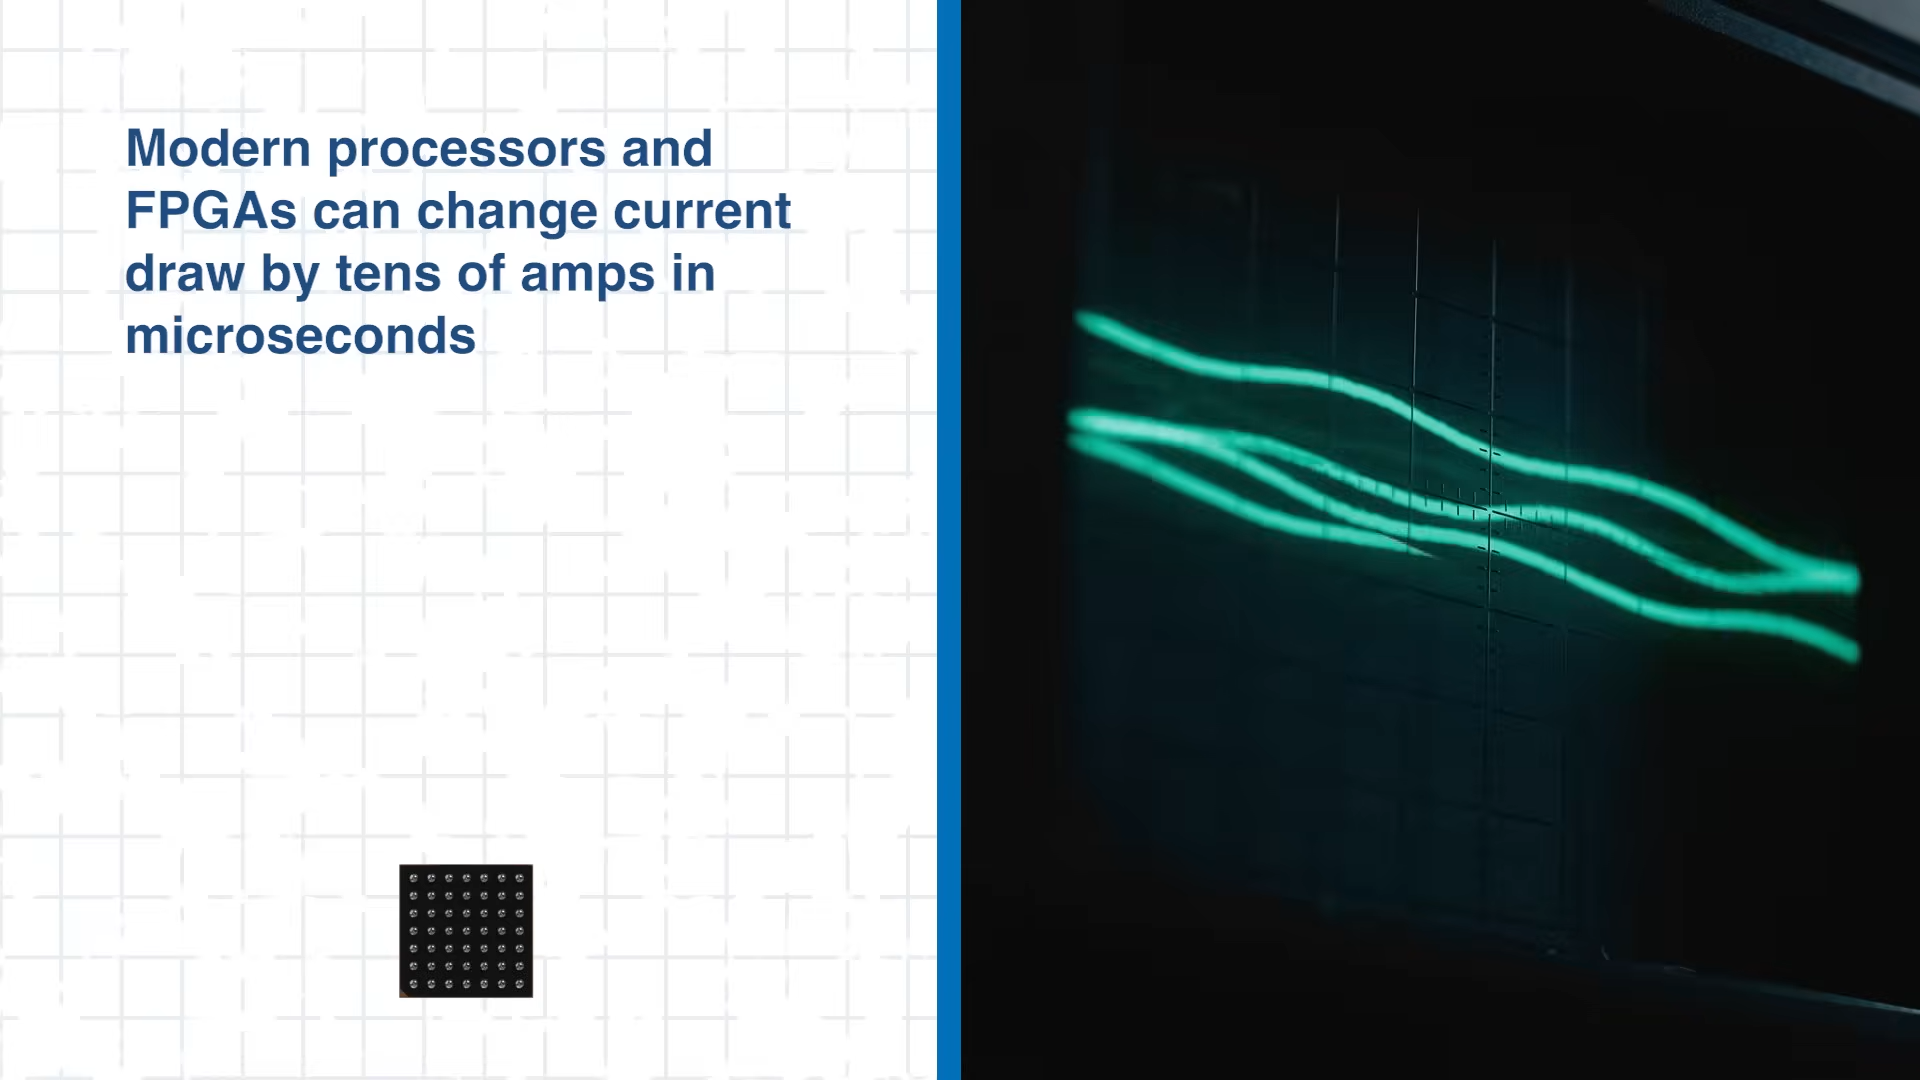 Modern processors and
FPGAs can change current
draw by tens of amps in
microseconds